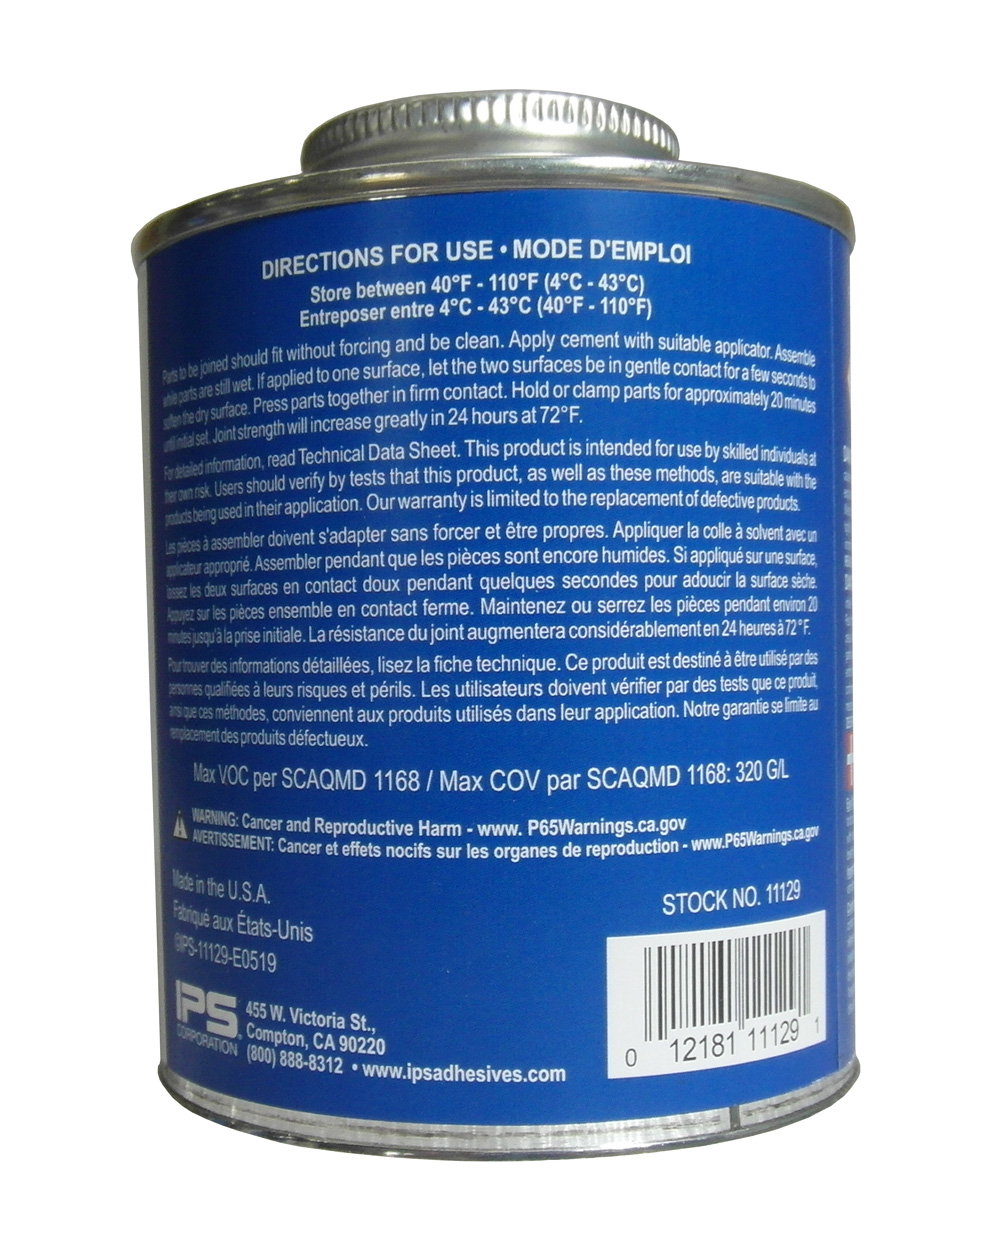 DIRECTIONS FOR USE • MODE D'EMPLOI
Store between 40°F - 110°F (4°C - 43°C)
Entreposer entre 4°C - 43°C (40°F - 110°F)
Parts to be joined should fit without forcing and be clean. Apply cement with suitable applicator. Assemble
while parts are still wet. If applied to one surface, let the two surfaces be in gentle contact for a few seconds to
soften the dry surface. Press parts together in firm contact. Hold or clamp parts for approximately 20 minutes
until initial set. Joint strength will increase greatly in 24 hours at 72°F.
For detailed information, read Technical Data Sheet. This product is intended for use by skilled individuals at
their own risk. Users should verify by tests that this product, as well as these methods, are suitable with the
products being used in their application. Our warranty is limited to the replacement of defective products.
Les pièces à assembler doivent s'adapter sans forcer et être propres. Appliquer la colle à solvent avec un
applicateur approprié. Assembler pendant que les pièces sont encore humides. Si appliqué sur une surface,
laissez les deux surfaces en contact doux pendant quelques secondes pour adoucir la surface sèche.
Appuyez sur les pièces ensemble en contact ferme. Maintenez ou serrez les pièces pendant environ 20
minutes jusqu'à la prise initiale. La résistance du joint augmentera considérablement en 24 heures à 72°F.
Pour trouver des informations détaillées, lisez la fiche technique. Ce produit est destiné à être utilisé par des
personnes qualifiées à leurs risques et périls. Les utilisateurs doivent vérifier par des tests que ce produit,
ainsi que ces méthodes, conviennent aux produits utilisés dans leur application. Notre garantie se limite au
remplacement des produits défectueux.
Max VOC per SCAQMD 1168 / Max COV par SCAQMD 1168: 320 G/L
WARNING: Cancer and Reproductive Harm - www. P65Warnings.ca.gov
AVERTISSEMENT: Cancer et effets nocifs sur les organes de reproduction - www.P65Warnings.ca.gov
Made in the U.S.A.
Fabriqué aux États-Unis
©IPS-11129-E0519
STOCK NO. 11129
0 12181 11129 1
IPS
CORPORATION
455 W. Victoria St.,
Compton, CA 90220
(800) 888-8312 • www.ipsadhesives.com